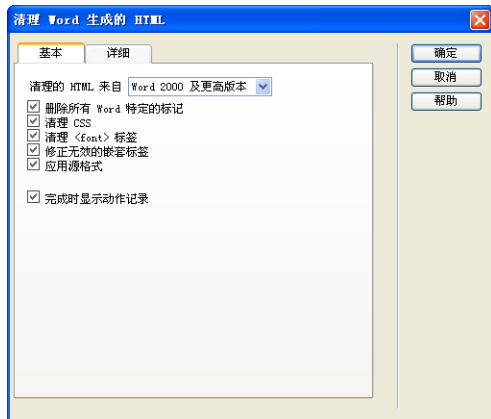 清理 Word 生成的 HTML
基本
详细
清理的 HTML 来自 Word 2000 及更高版本
删除所有 Word 特定的标记
清理 CSS
清理 <font> 标签
修正无效的嵌套标签
应用源格式
完成时显示动作记录
确定
取消
帮助